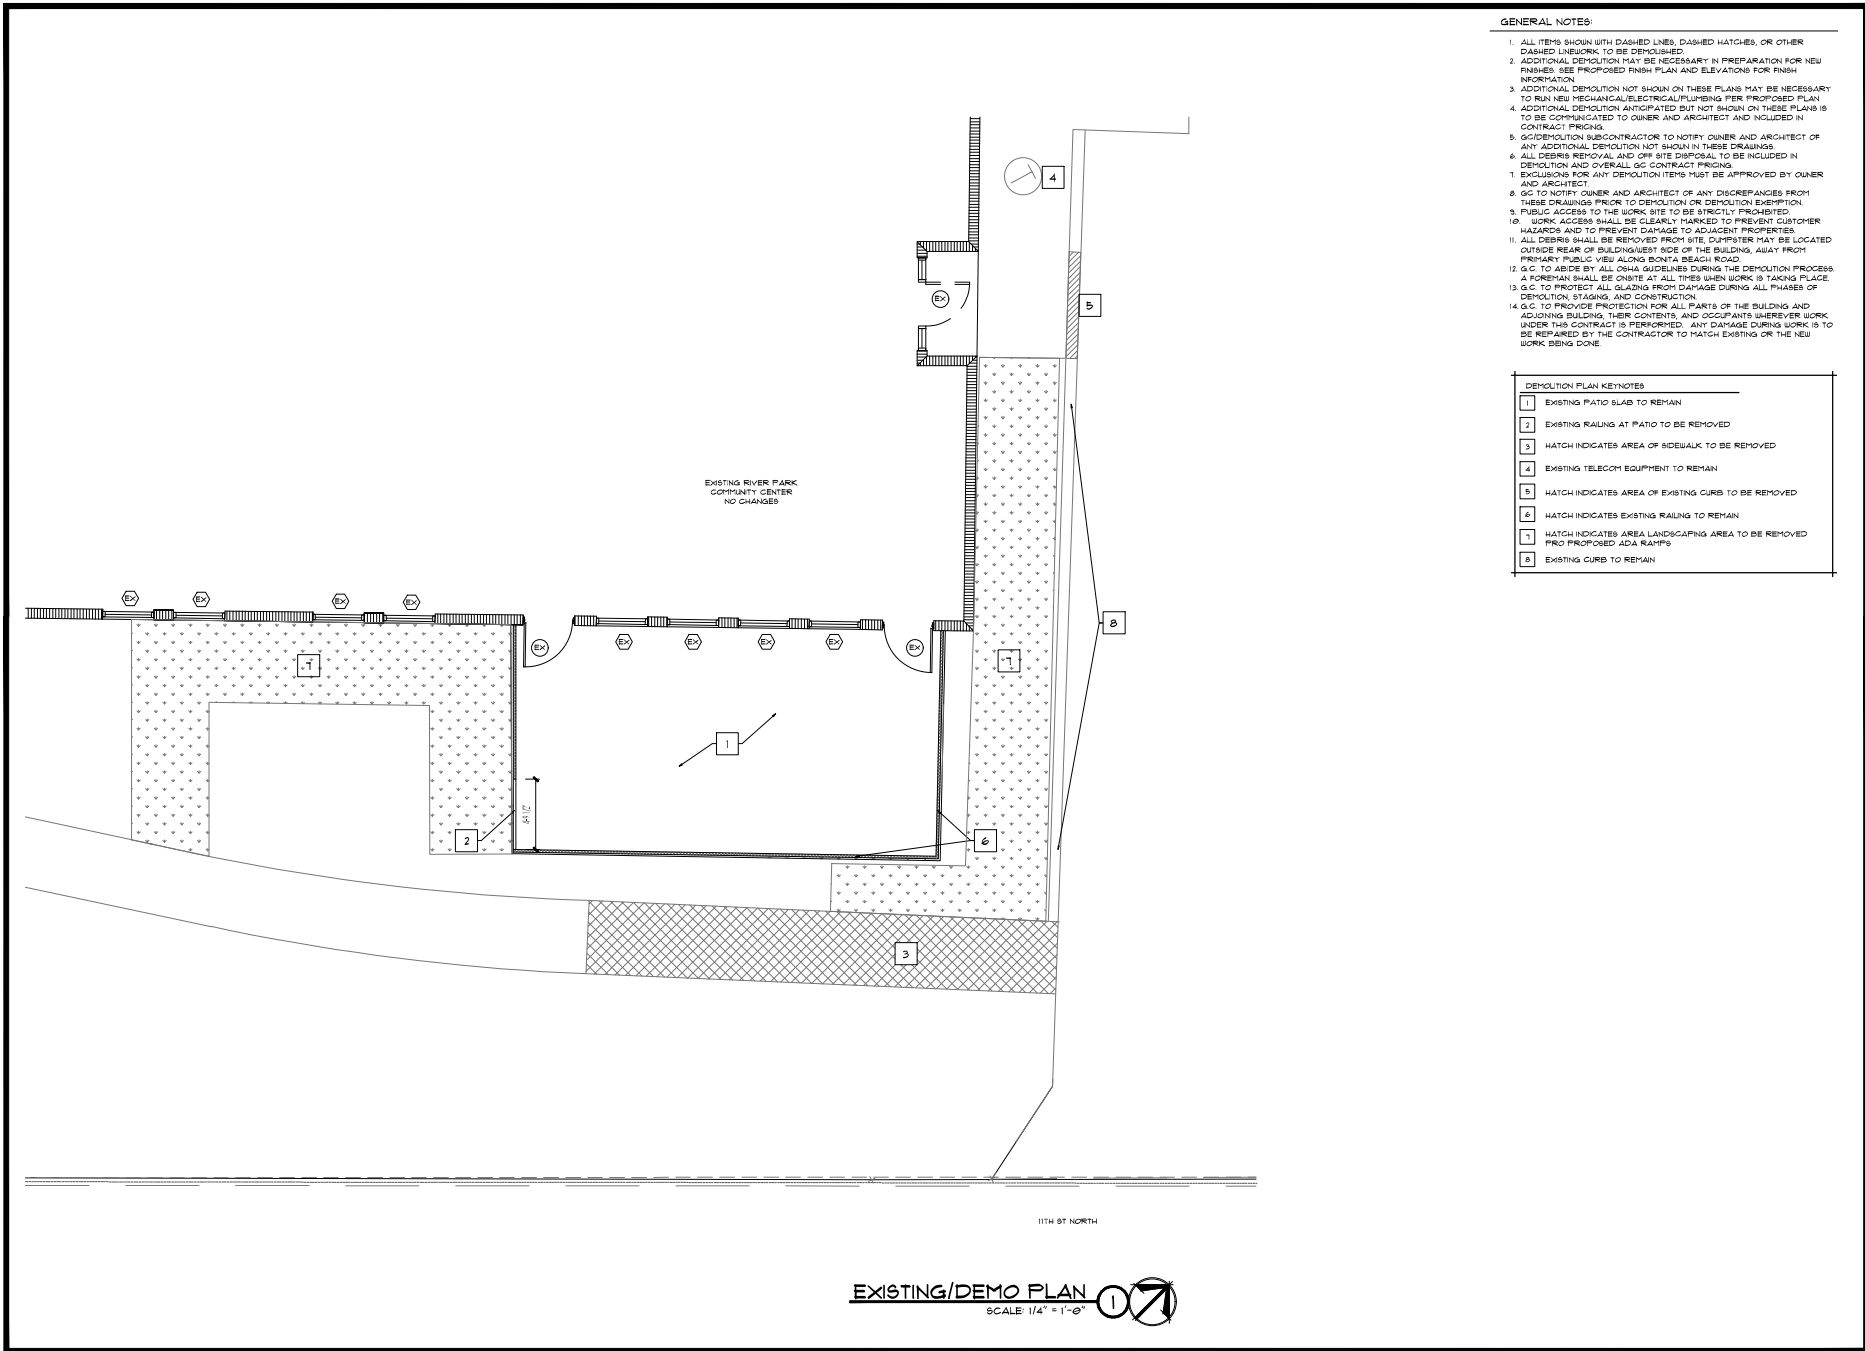 GENERAL NOTES:
1. ALL ITEMS SHOWN WITH DASHED LINES, DASHED HATCHES, OR OTHER
DASHED LINEWORK TO BE DEMOLISHED.
2. ADDITIONAL DEMOLITION MAY BE NECESSARY IN PREPARATION FOR NEW
FINISHES. SEE PROPOSED FINISH PLAN AND ELEVATIONS FOR FINISH
INFORMATION.
3. ADDITIONAL DEMOLITION NOT SHOWN ON THESE PLANS MAY BE NECESSARY
TO RUN NEW MECHANICAL/ELECTRICAL/PLUMBING PER PROPOSED PLAN
4. ADDITIONAL DEMOLITION ANTICIPATED BUT NOT SHOWN ON THESE PLANS IS
TO BE COMMUNICATED TO OWNER AND ARCHITECT AND INCLUDED IN
CONTRACT PRICING.
5. GC/DEMOLITION SUBCONTRACTOR TO NOTIFY OWNER AND ARCHITECT OF
ANY ADDITIONAL DEMOLITION NOT SHOWN IN THESE DRAWINGS.
6. ALL DEBRIS REMOVAL AND OFF SITE DISPOSAL TO BE INCLUDED IN
DEMOLITION AND OVERALL GC CONTRACT PRICING.
7. EXCLUSIONS FOR ANY DEMOLITION ITEMS MUST BE APPROVED BY OWNER
AND ARCHITECT.
8. GC TO NOTIFY OWNER AND ARCHITECT OF ANY DISCREPANCIES FROM
THESE DRAWINGS PRIOR TO DEMOLITION OR DEMOLITION EXEMPTION.
9. PUBLIC ACCESS TO THE WORK SITE TO BE STRICTLY PROHIBITED.
10. WORK ACCESS SHALL BE CLEARLY MARKED TO PREVENT CUSTOMER
HAZARDS AND TO PREVENT DAMAGE TO ADJACENT PROPERTIES.
11. ALL DEBRIS SHALL BE REMOVED FROM SITE, DUMPSTER MAY BE LOCATED
OUTSIDE REAR OF BUILDING/WEST SIDE OF THE BUILDING, AWAY FROM
PRIMARY PUBLIC VIEW ALONG BONITA BEACH ROAD.
12. G.C. TO ABIDE BY ALL OSHA GUIDELINES DURING THE DEMOLITION PROCESS.
A FOREMAN SHALL BE ONSITE AT ALL TIMES WHEN WORK IS TAKING PLACE.
13. G.C. TO PROTECT ALL GLAZING FROM DAMAGE DURING ALL PHASES OF
DEMOLITION, STAGING, AND CONSTRUCTION.
14. G.C. TO PROVIDE PROTECTION FOR ALL PARTS OF THE BUILDING AND
ADJOINING BUILDING, THEIR CONTENTS, AND OCCUPANTS WHEREVER WORK
UNDER THIS CONTRACT IS PERFORMED. ANY DAMAGE DURING WORK IS TO
BE REPAIRED BY THE CONTRACTOR TO MATCH EXISTING OR THE NEW
WORK BEING DONE.
DEMOLITION PLAN KEYNOTES
1 EXISTING PATIO SLAB TO REMAIN
2 EXISTING RAILING AT PATIO TO BE REMOVED
3 HATCH INDICATES AREA OF SIDEWALK TO BE REMOVED
4 EXISTING TELECOM EQUIPMENT TO REMAIN
5 HATCH INDICATES AREA OF EXISTING CURB TO BE REMOVED
6 HATCH INDICATES EXISTING RAILING TO REMAIN
7 HATCH INDICATES AREA LANDSCAPING AREA TO BE REMOVED
PRO PROPOSED ADA RAMPS
8 EXISTING CURB TO REMAIN
4
EX
5
EXISTING RIVER PARK
COMMUNITY CENTER
NO CHANGES
EX EX EX EX
8
EX EX EX EX EX EX
7
7
1
2
6
3
11TH ST NORTH
EXISTING/DEMO PLAN
1
SCALE: 1/4" = 1'-0"